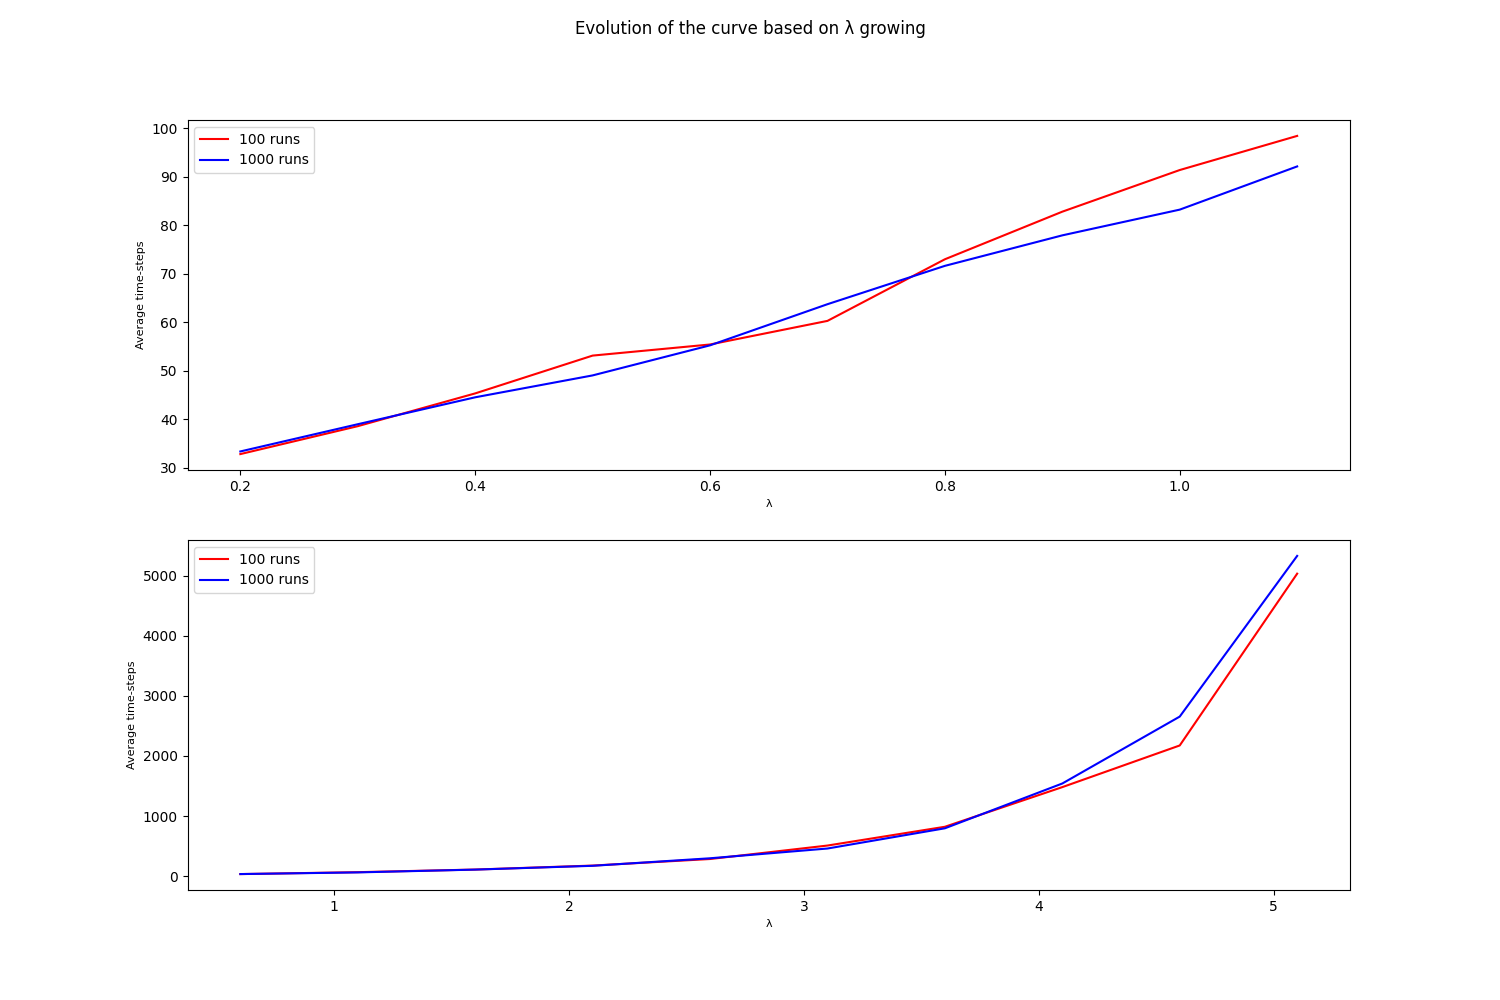 Evolution of the curve based on λ growing
100 runs
1000 runs
100
90
80
70
60
50
40
30
Average time-steps
0.2 0.4 0.6 0.8 1.0
λ
100 runs
1000 runs
5000
4000
3000
2000
1000
0
Average time-steps
1 2 3 4 5
λ